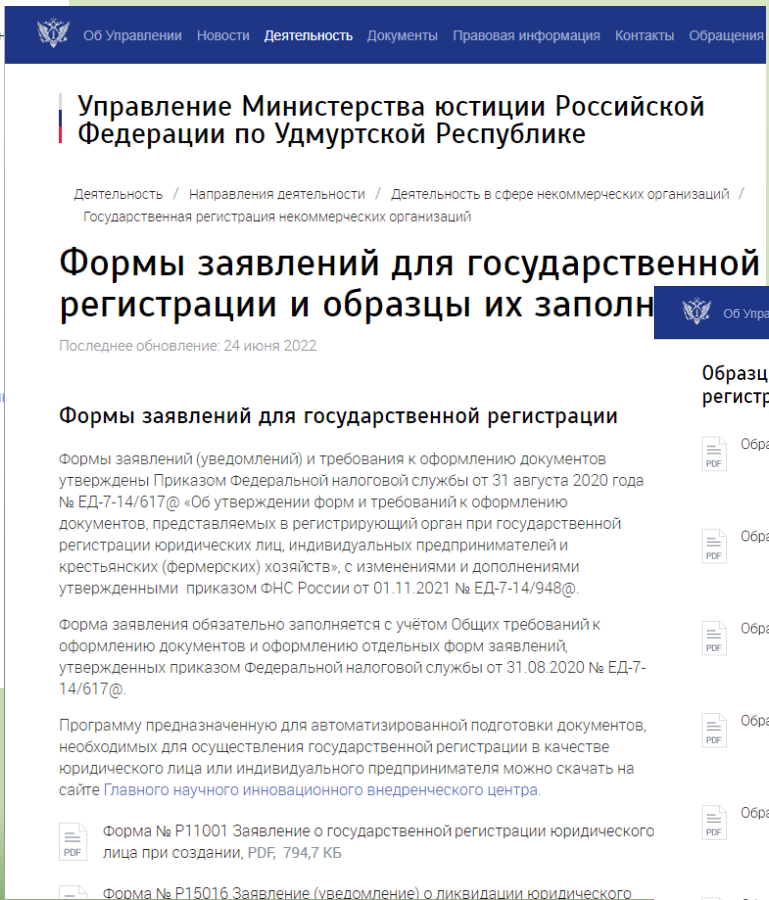 Об Управлении Новости Деятельность Документы Правовая информация Контакты Обращения
Управление Министерства юстиции Российской
Федерации по Удмуртской Республике
Деятельность / Направления деятельности / Деятельность в сфере некоммерческих организаций /
Государственная регистрация некоммерческих организаций
Формы заявлений для государственной
регистрации и образцы их заполн
Последнее обновление: 24 июня 2022
Формы заявлений для государственной регистрации
Формы заявлений (уведомлений) и требования к оформлению документов
утверждены Приказом Федеральной налоговой службы от 31 августа 2020 года
№ ЕД-7-14/617@ «Об утверждении форм и требований к оформлению
документов, представляемых в регистрирующий орган при государственной
регистрации юридических лиц, индивидуальных предпринимателей и
крестьянских (фермерских) хозяйств», с изменениями и дополнениями
утвержденными приказом ФНС России от 01.11.2021 № ЕД-7-14/948@.
Форма заявления обязательно заполняется с учётом Общих требований к
оформлению документов и оформлению отдельных форм заявлений,
утвержденных приказом Федеральной налоговой службы от 31.08.2020 № ЕД-7-
14/617@.
Программу предназначенную для автоматизированной подготовки документов,
необходимых для осуществления государственной регистрации в качестве
юридического лица или индивидуального предпринимателя можно скачать на
сайте Главного научного инновационного внедренческого центра.
PDF Форма № Р11001 Заявление о государственной регистрации юридического
лица при создании, PDF, 794,7 КБ
Форма № Р15016 Заявление (уведомление) о ликвидации юридического
Об Упра
Образц
регистр
PDF Обра
PDF Обра
PDF Обра
PDF Обра
PDF Обра